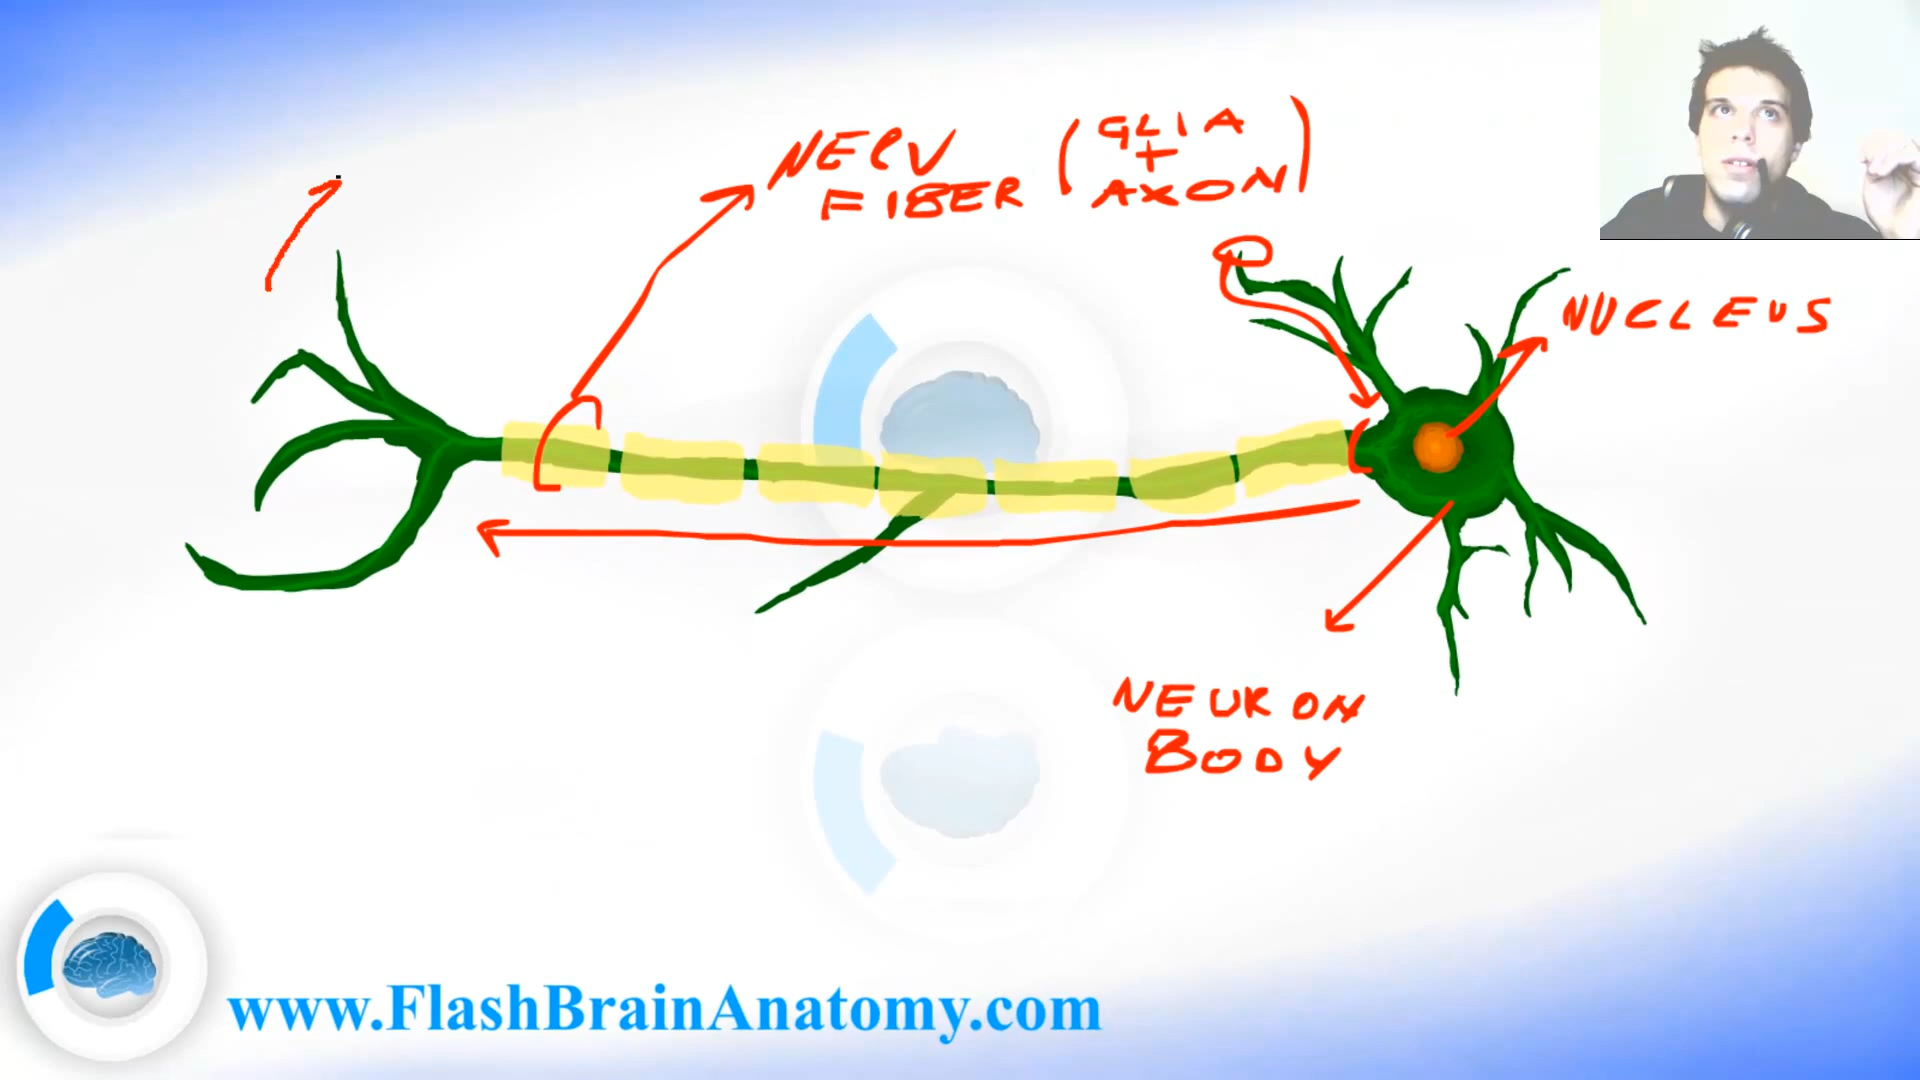 NERV
FIBER
(GLIA
+
AXON)
NUCLEUS
NEURON
BODY
www.FlashBrainAnatomy.com